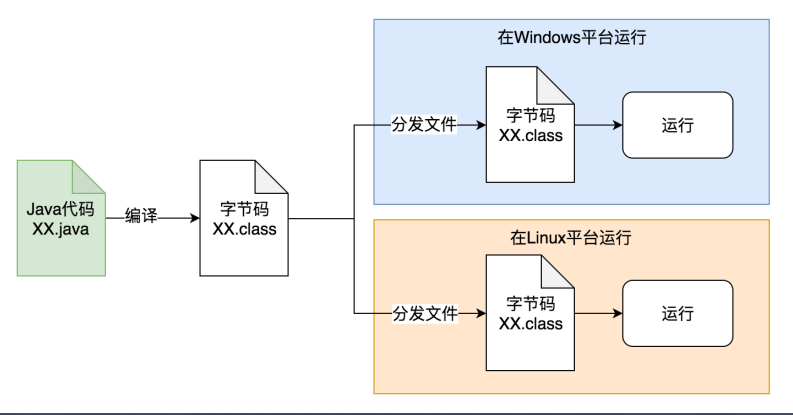 Java代码
XX.java
编译
字节码
XX.class
在Windows平台运行
分发文件
字节码
XX.class
运行
在Linux平台运行
分发文件
字节码
XX.class
运行